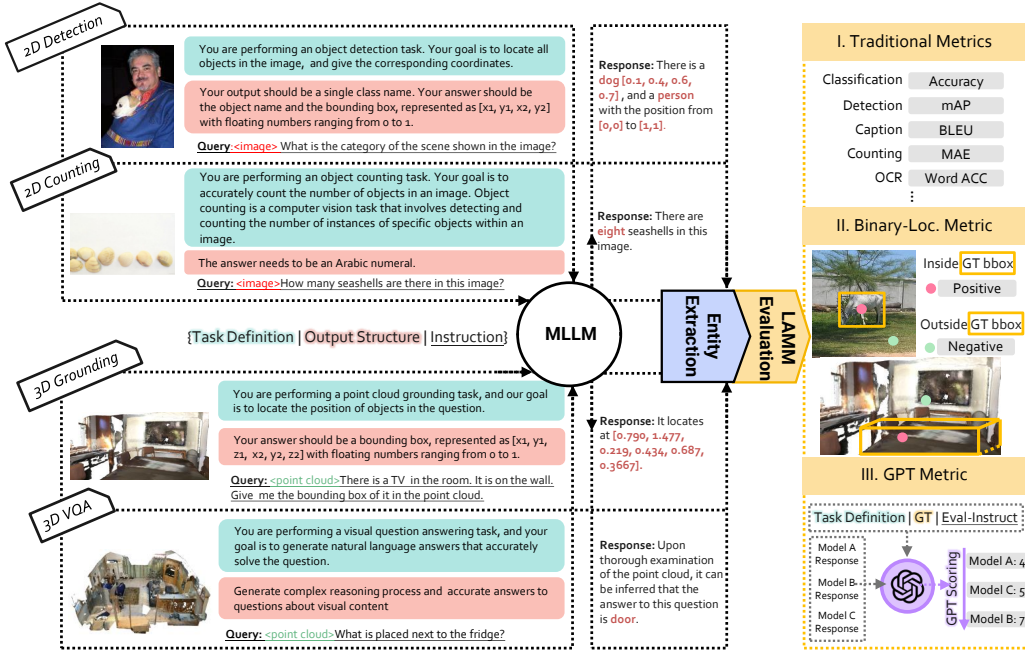 2D Detection
You are performing an object detection task. Your goal is to locate all
objects in the image, and give the corresponding coordinates.
Your output should be a single class name. Your answer should be
the object name and the bounding box, represented as [x1, y1, x2, y2]
with floating numbers ranging from 0 to 1.
Query:<image> What is the category of the scene shown in the image?
Response: There is a
dog [0.1, 0.4, 0.6,
0.7] , and a person
with the position from
[0,0] to [1,1].
2D Counting
You are performing an object counting task. Your goal is to
accurately count the number of objects in an image. Object
counting is a computer vision task that involves detecting and
counting the number of instances of specific objects within an
image.
The answer needs to be an Arabic numeral.
Query: <image>How many seashells are there in this image?
Response: There are
eight seashells in this
image.
{Task Definition | Output Structure | Instruction}
MLLM
Entity
Extraction
LAMM
Evaluation
3D Grounding
You are performing a point cloud grounding task, and our goal
is to locate the position of objects in the question.
Your answer should be a bounding box, represented as [x1, y1,
z1, x2, y2, z2] with floating numbers ranging from 0 to 1.
Query: <point cloud>There is a TV in the room. It is on the wall.
Give me the bounding box of it in the point cloud.
Response: It locates
at [0.790, 1.477,
0.219, 0.434, 0.687,
0.3667].
3D VQA
You are performing a visual question answering task, and your
goal is to generate natural language answers that accurately
solve the question.
Generate complex reasoning process and accurate answers to
questions about visual content
Query: <point cloud>What is placed next to the fridge?
Response: Upon
thorough examination
of the point cloud, it can
be inferred that the
answer to this question
is door.
I. Traditional Metrics
Classification Accuracy
Detection mAP
Caption BLEU
Counting MAE
OCR Word ACC
⋮
II. Binary-Loc. Metric
Inside GT bbox
Positive
Outside GT bbox
Negative
III. GPT Metric
Task Definition | GT | Eval-Instruct
Model A
Response
Model B
Response
Model C
Response
GPT Scoring
Model A: 4
Model C: 5
Model B: 7